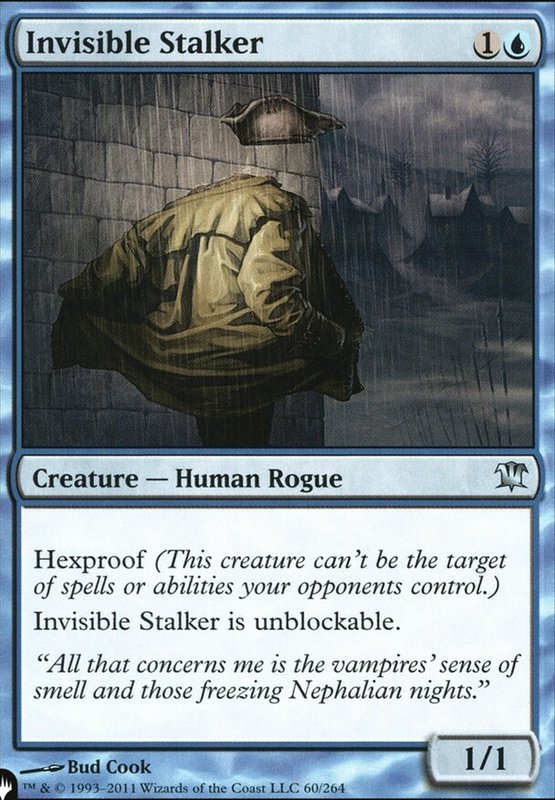 Invisible Stalker 1
Creature — Human Rogue
Hexproof (This creature can't be the target
of spells or abilities your opponents control.)
Invisible Stalker is unblockable.
“All that concerns me is the vampires' sense of
smell and those freezing Nephalian nights.”
1/1
Bud Cook
™ & © 1993–2011 Wizards of the Coast LLC 60/264